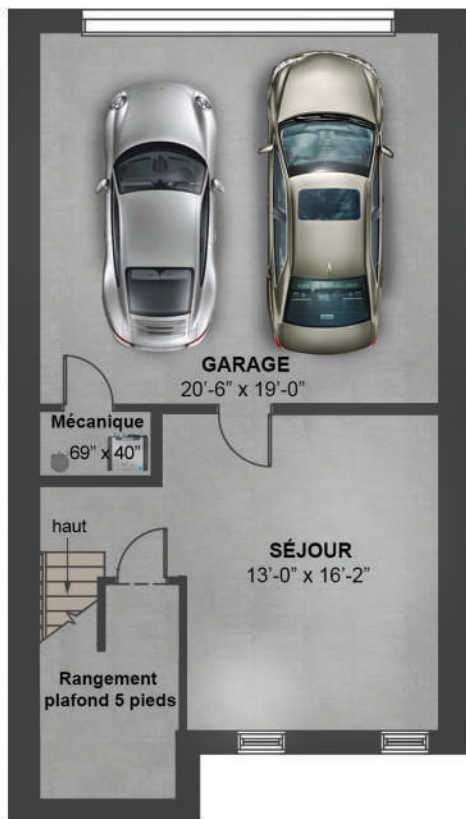 GARAGE
20'-6" x 19'-0"
Mécanique
69" x 40"
haut
SÉJOUR
13'-0" x 16'-2"
Rangement
plafond 5 pieds